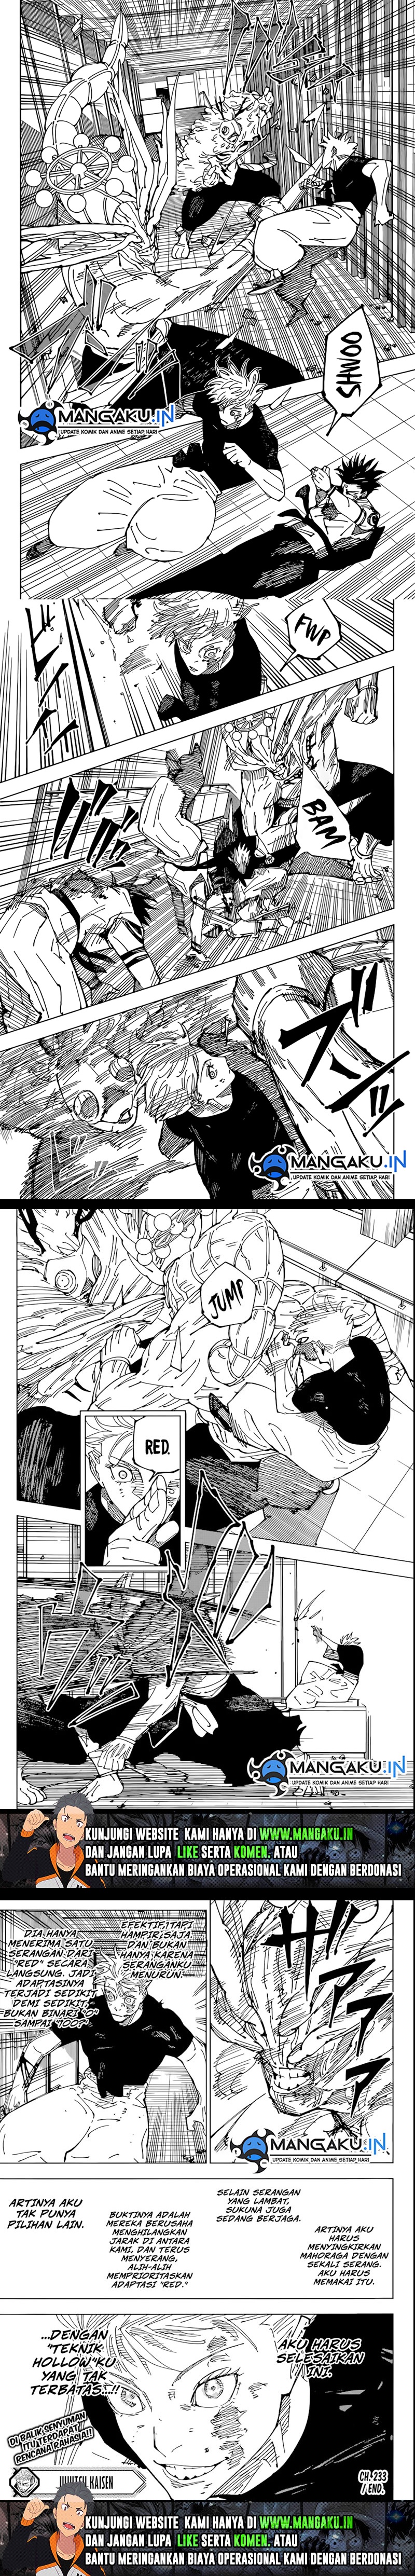 SHWOO
MANGAKU.IN
UPDATE KOMIK DAN ANIME SETIAP HARI
FWP
BAM
MANGAKU.IN
UPDATE KOMIK DAN ANIME SETIAP HARI
JUMP
RED.
MANGAKU.IN
UPDATE KOMIK DAN ANIME SETIAP HARI
KUNJUNGI WEBSITE KAMI HANYA DI WWW.MANGAKU.IN
DAN JANGAN LUPA LIKE SERTA KOMEN. ATAU
BANTU MERINGANKAN BIAYA OPERASIONAL KAMI DENGAN BERDONASI
EFEKTIF, TAPI
HAMPIR SAJA.
DAN BUKAN
HANYA KARENA
SERANGANKU
MENURUN.
DIA HANYA
MENERIMA SATU
SERANGAN DARI
"RED" SECARA
LANGSUNG. JADI
ADAPTASINYA
TERJADI SEDIKIT
DEMI SEDIKIT,
BUKAN BINARI "0"
SAMPAI "100".
MANGAKU.IN
UPDATE KOMIK DAN ANIME SETIAP HARI
SELAIN SERANGAN
YANG LAMBAT,
SUKUNA JUGA
SEDANG BERJAGA.
ARTINYA AKU
HARUS
MENYINGKIRKAN
MAHORAGA DENGAN
SEKALI SERANG.
AKU HARUS
MEMAKAI ITU.
BUKTINYA ADALAH
MEREKA BERUSAHA
MENGHILANGKAN
JARAK DI ANTARA
KAMI, DAN TERUS
MENYERANG,
ALIH-ALIH
MEMPRIORITASKAN
ADAPTASI "RED."
ARTINYA AKU
TAK PUNYA
PILIHAN LAIN.
AKU HARUS
SELESAIKAN
INI.
...DENGAN
"TEKNIK
HOLLOW"KU
YANG TAK
TERBATAS...!!
DI BALIK SENYUMAN
ITU TERDAPAT
RENCANA RAHASIA!!
JUJUTSU KAISEN
CH.233
/ END.
KUNJUNGI WEBSITE KAMI HANYA DI WWW.MANGAKU.IN
DAN JANGAN LUPA LIKE SERTA KOMEN. ATAU
BANTU MERINGANKAN BIAYA OPERASIONAL KAMI DENGAN BERDONASI